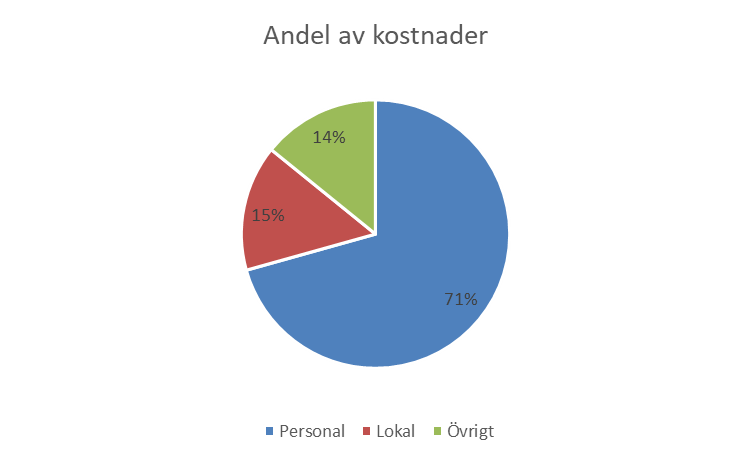 Andel av kostnader
14%
15%
71%
Personal Lokal Övrigt